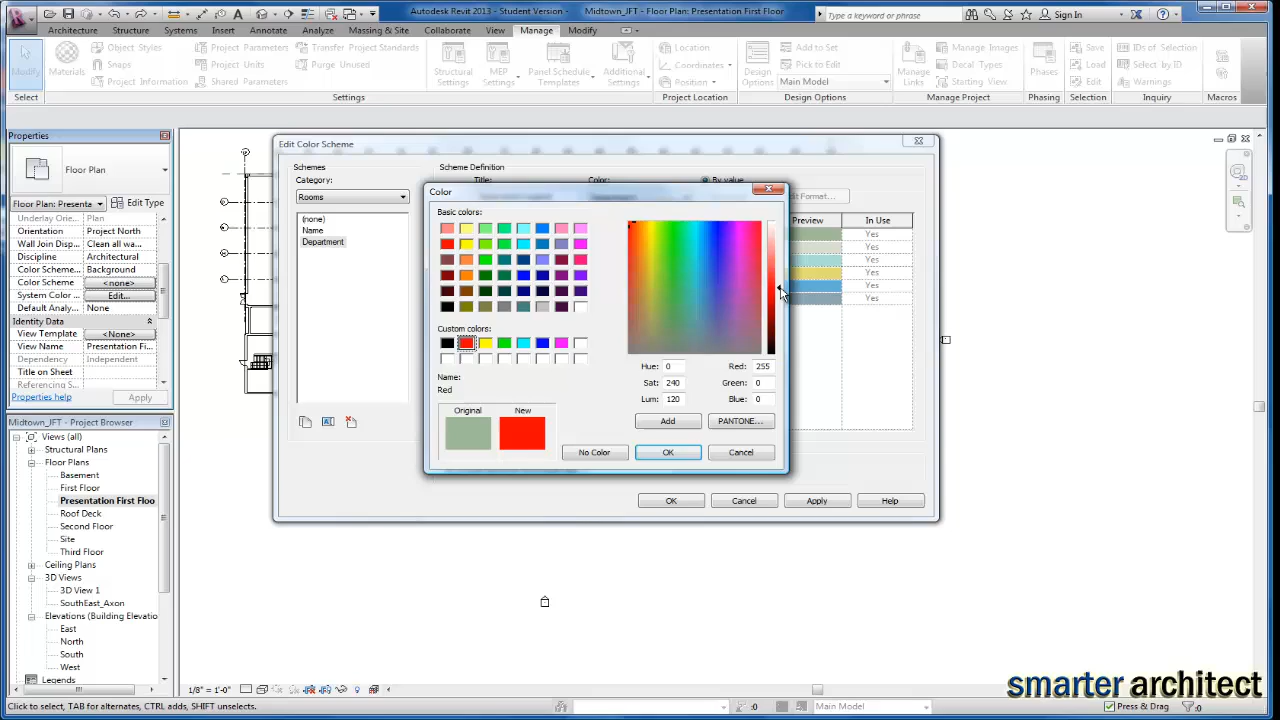 Autodesk Revit 2013 - Student Version - Midtown_JFT - Floor Plan: Presentation First Floor
Type a keyword or phrase
Sign In
Architecture Structure Systems Insert Annotate Analyze Massing & Site Collaborate View Manage Modify
Modify
Materials
Object Styles
Snaps
Project Information
Project Parameters
Project Units
Shared Parameters
Transfer Project Standards
Purge Unused
Structural Settings
MEP Settings
Panel Schedule Templates
Additional Settings
Location
Coordinates
Position
Design Options
Add to Set
Pick to Edit
Main Model
Manage Links
Manage Images
Decal Types
Starting View
Phases
Save
Load
Edit
IDs of Selection
Select by ID
Warnings
Select Settings Project Location Design Options Manage Project Phasing Selection Inquiry Macros
Properties
Floor Plan
Floor Plan: Presenta
Edit Type
Underlay Orien... Plan
Orientation Project North
Wall Join Displ... Clean all wa...
Discipline Architectural
Color Scheme... Background
Color Scheme <none>
System Color ... Edit...
Default Analy... None
Identity Data
View Template <None>
View Name Presentation Fi...
Dependency Independent
Title on Sheet
Referencing S...
Properties help
Apply
Midtown_JFT - Project Browser
Views (all)
Structural Plans
Floor Plans
Basement
First Floor
Presentation First Floo
Roof Deck
Second Floor
Site
Third Floor
Ceiling Plans
3D Views
3D View 1
SouthEast_Axon
Elevations (Building Elevatio
East
North
South
West
Legends
Edit Color Scheme
Schemes
Category:
Rooms
(none)
Name
Department
Scheme Definition
Title:
Color:
By value
Edit Format...
Preview In Use
Yes
Yes
Yes
Yes
Yes
Yes
OK Cancel Apply Help
Color
Basic colors:
Custom colors:
Name:
Red
Original New
Hue: 0 Red: 255
Sat: 240 Green: 0
Lum: 120 Blue: 0
Add PANTONE...
No Color OK Cancel
1/8" = 1'-0"
Click to select, TAB for alternates, CTRL adds, SHIFT unselects.
:0
Main Model
Press & Drag
:0
smarter architect